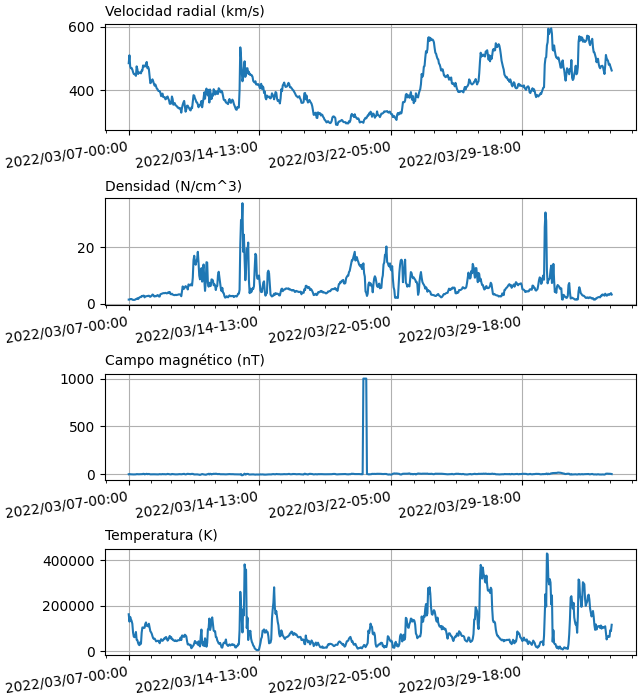 Velocidad radial (km/s)
600
400
2022/03/07-00:00 2022/03/14-13:00 2022/03/22-05:00 2022/03/29-18:00
Densidad (N/cm^3)
20
0
2022/03/07-00:00 2022/03/14-13:00 2022/03/22-05:00 2022/03/29-18:00
Campo magnético (nT)
1000
500
0
2022/03/07-00:00 2022/03/14-13:00 2022/03/22-05:00 2022/03/29-18:00
Temperatura (K)
400000
200000
0
2022/03/07-00:00 2022/03/14-13:00 2022/03/22-05:00 2022/03/29-18:00